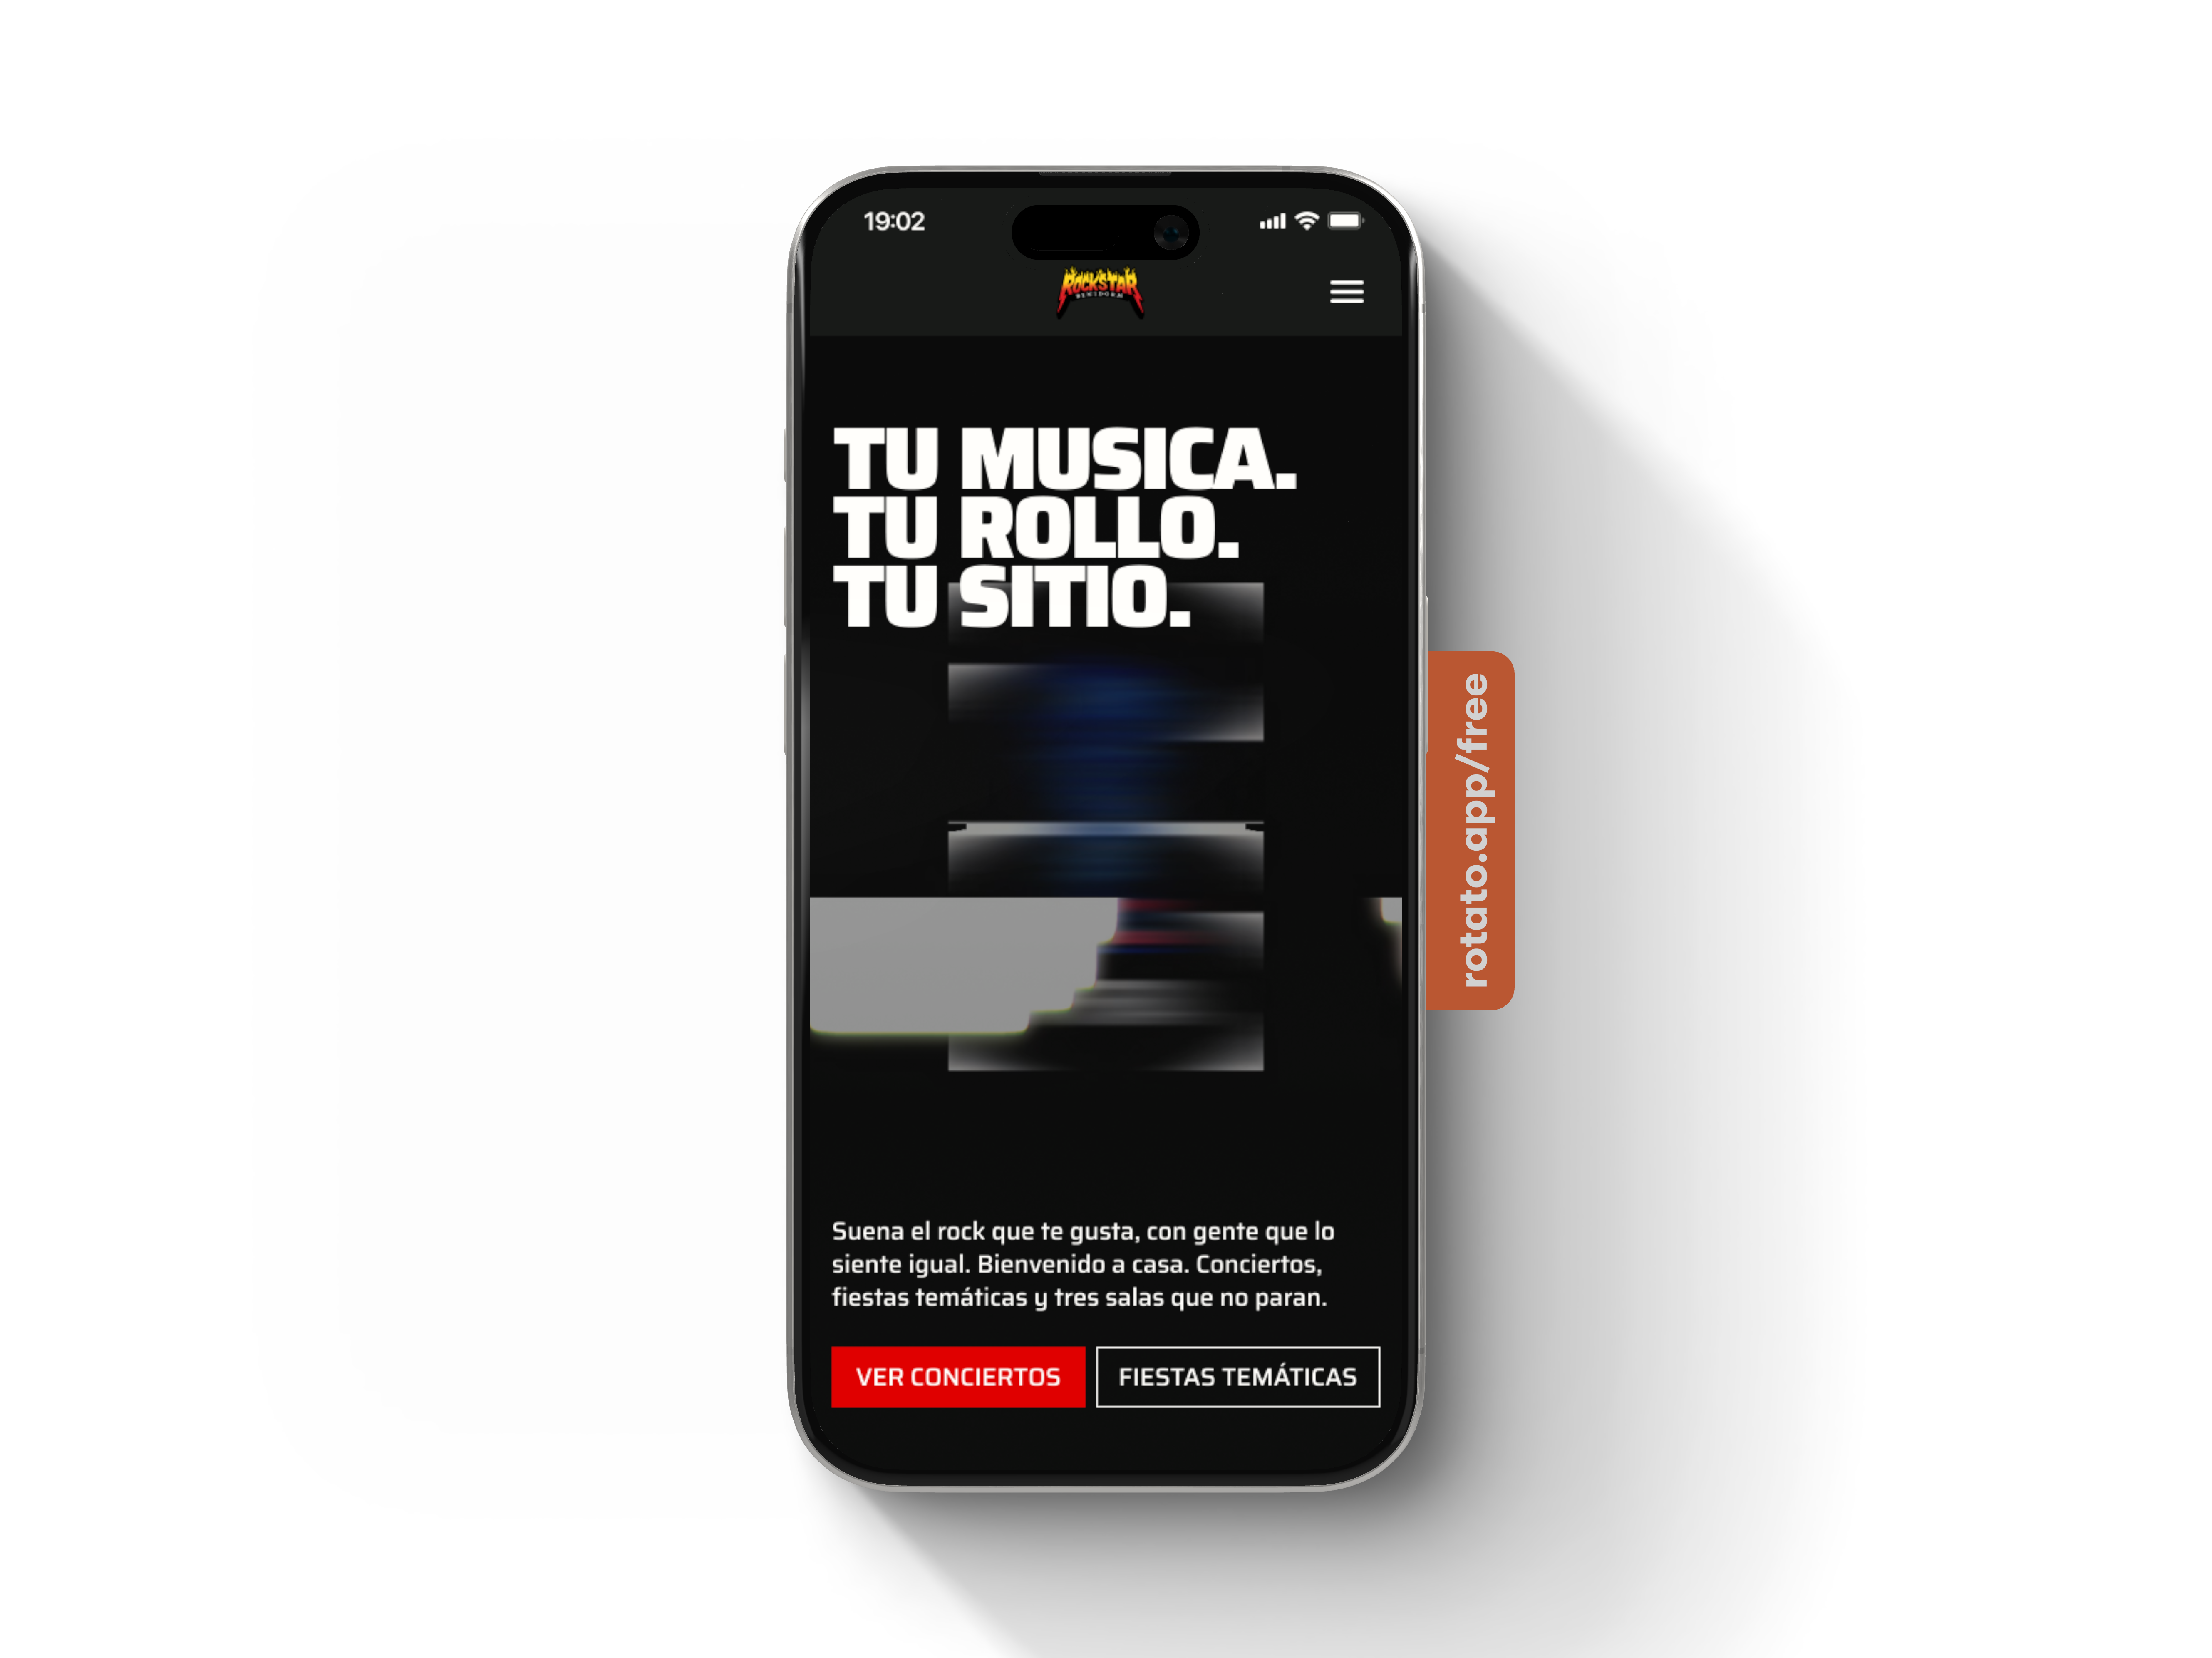 19:02
ROCKSTAR
BENIDORM
TU MUSICA.
TU ROLLO.
TU SITIO.
rotato.app/free
Suena el rock que te gusta, con gente que lo
siente igual. Bienvenido a casa. Conciertos,
fiestas temáticas y tres salas que no paran.
VER CONCIERTOS
FIESTAS TEMÁTICAS